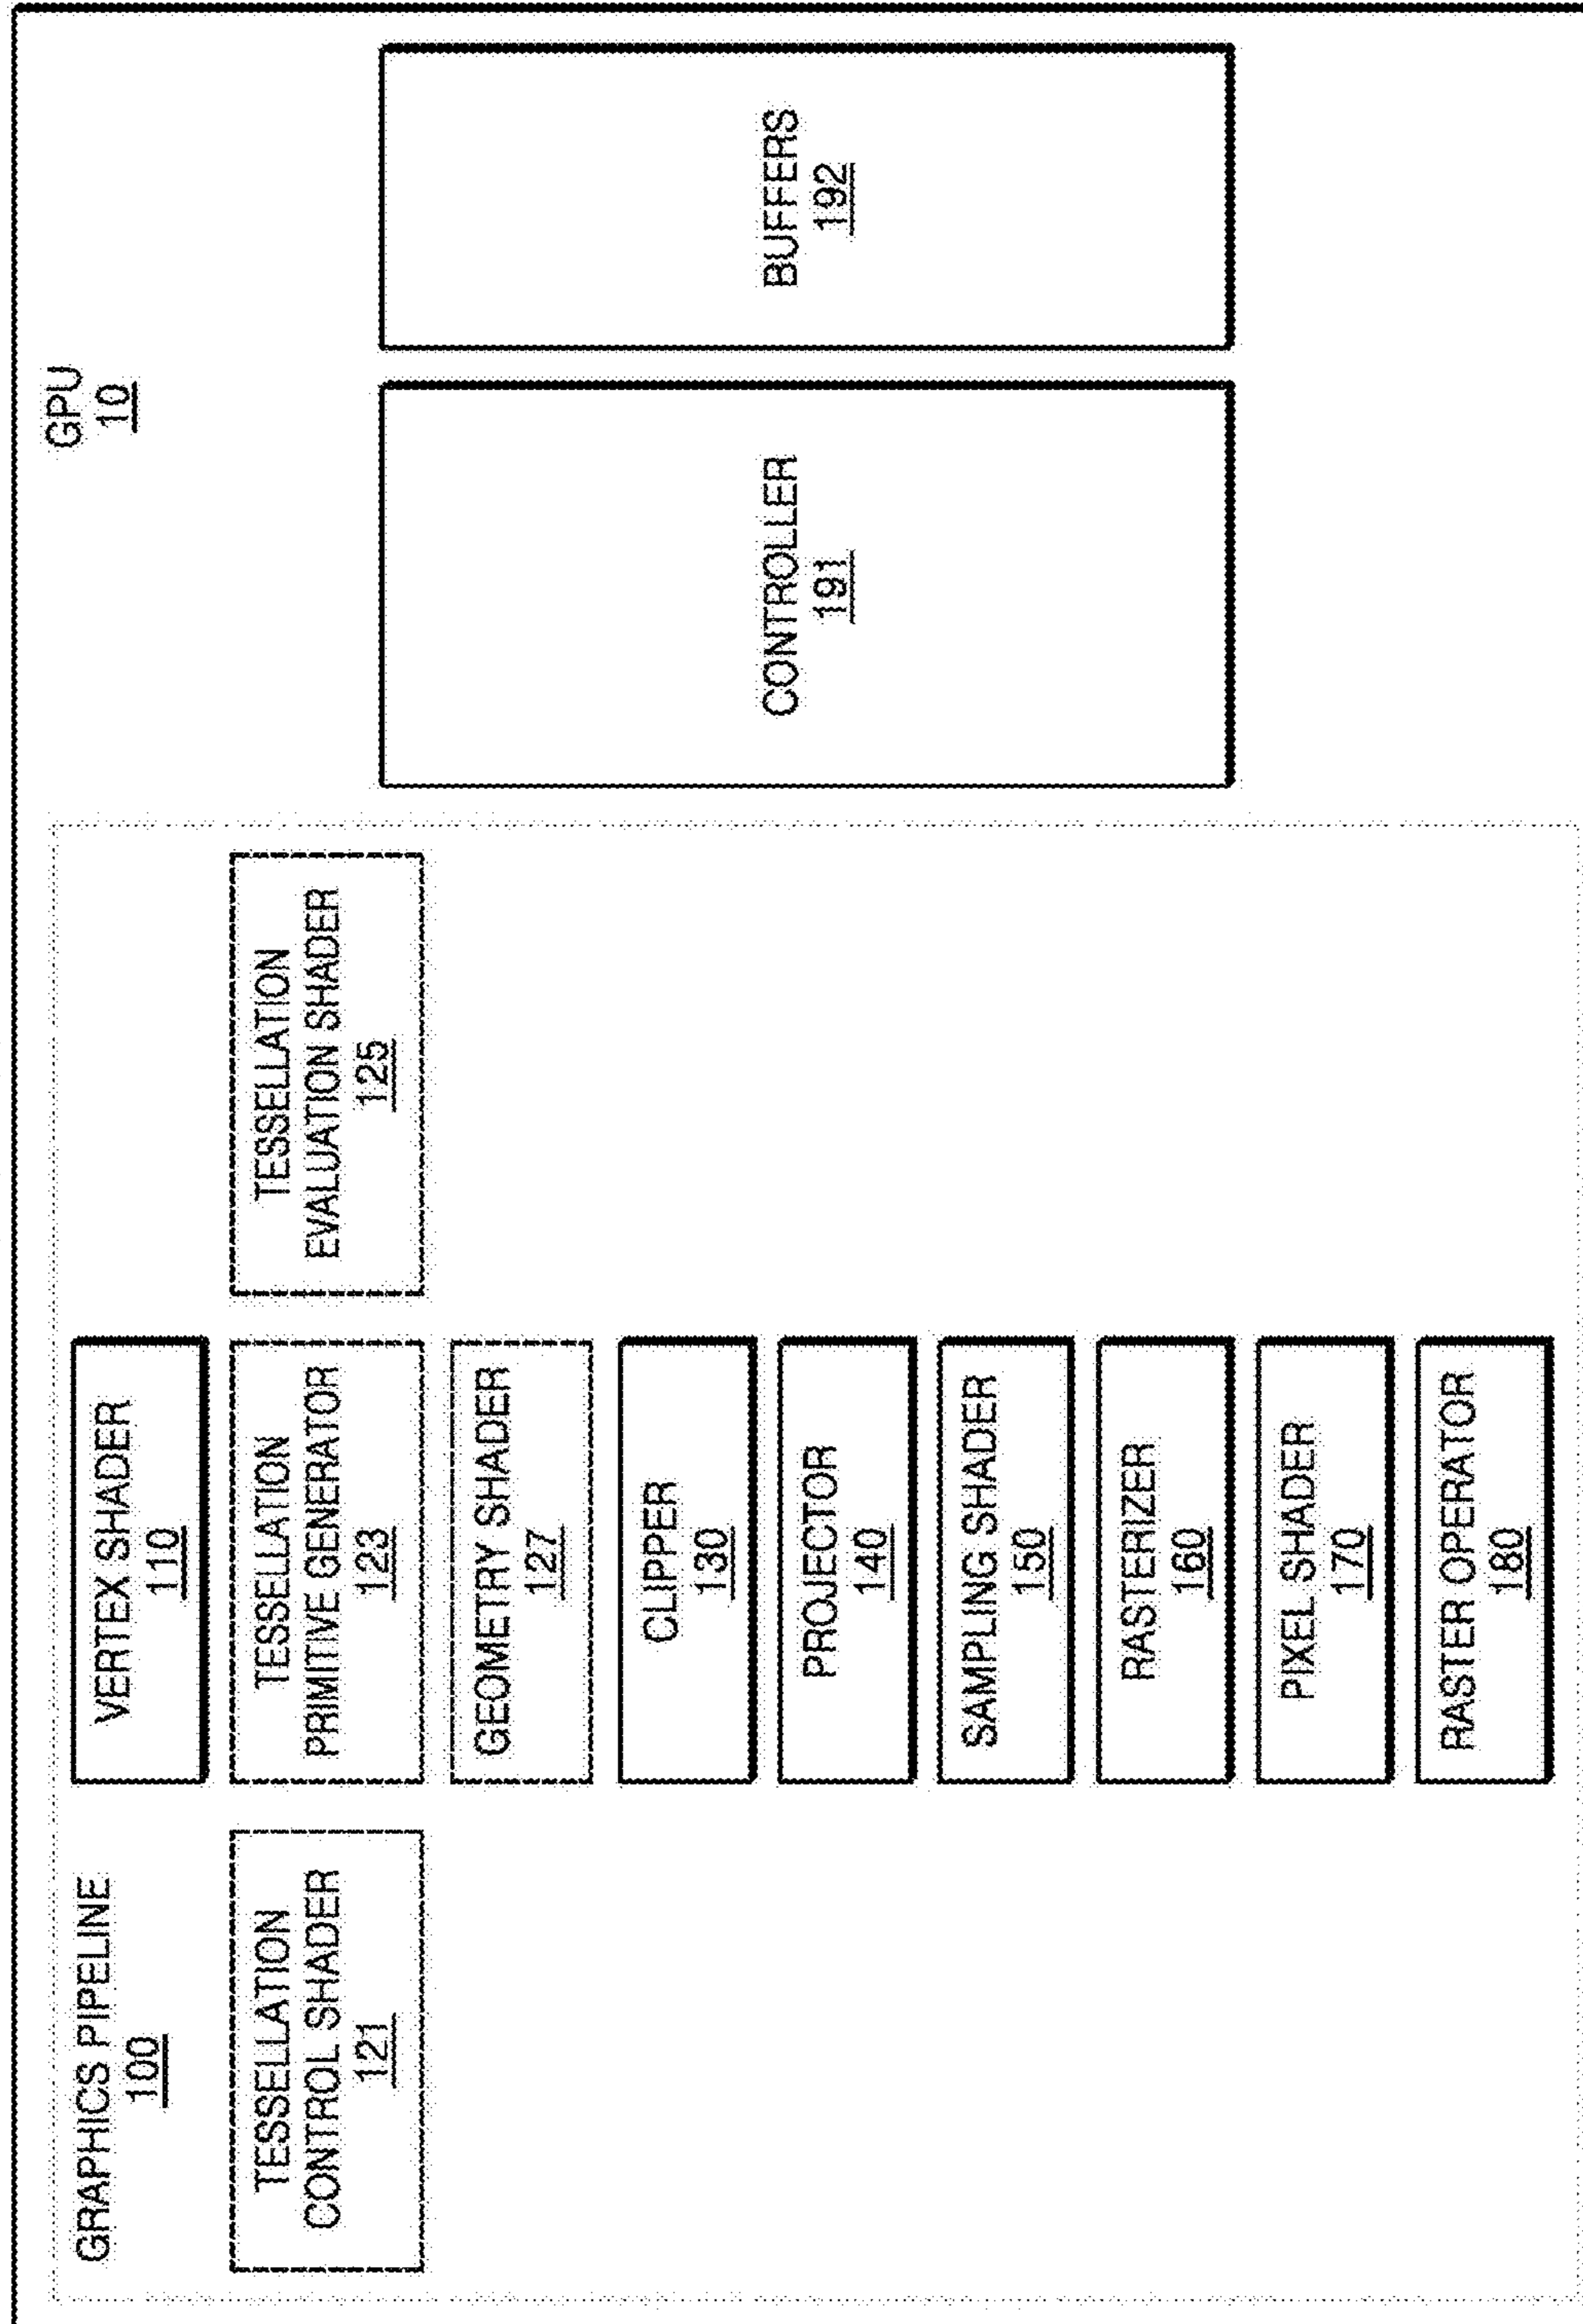 GPU
10
GRAPHICS PIPELINE
100
VERTEX SHADER
110
TESSELLATION
CONTROL SHADER
121
TESSELLATION
PRIMITIVE GENERATOR
123
TESSELLATION
EVALUATION SHADER
125
GEOMETRY SHADER
127
CLIPPER
130
PROJECTOR
140
SAMPLING SHADER
150
RASTERIZER
160
PIXEL SHADER
170
RASTER OPERATOR
180
CONTROLLER
191
BUFFERS
192